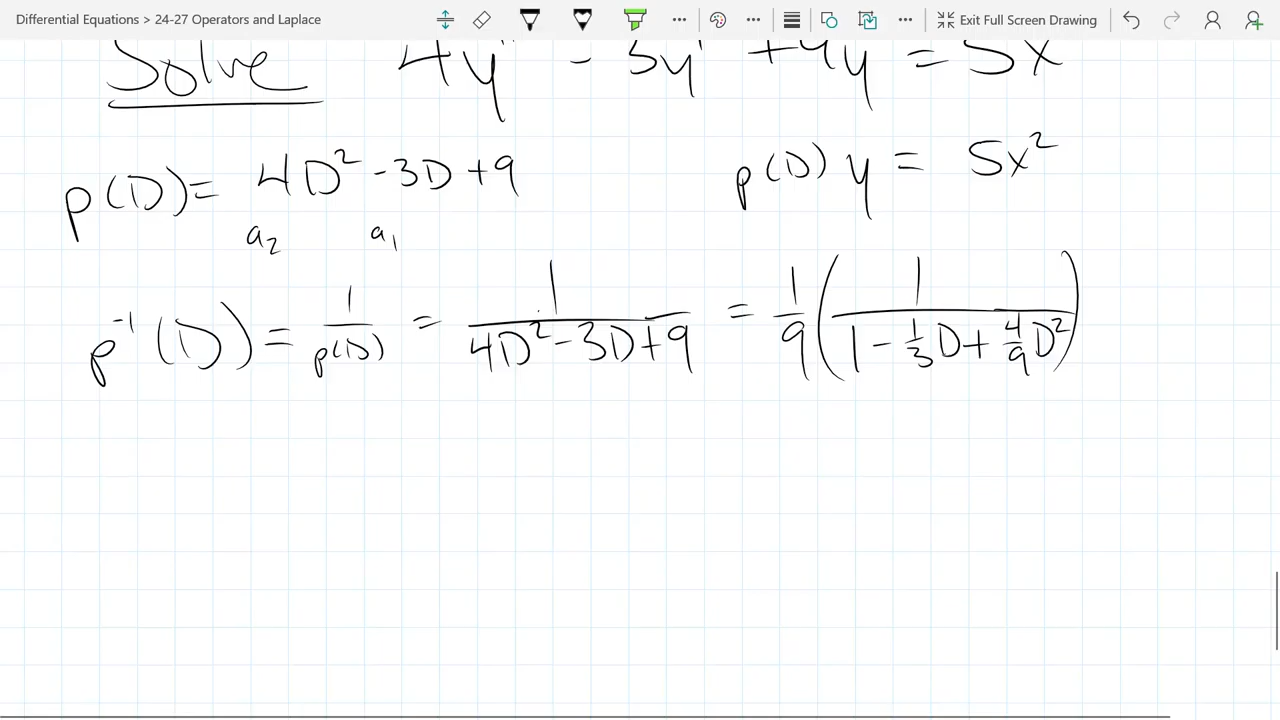 Differential Equations > 24-27 Operators and Laplace
Exit Full Screen Drawing
Solve 4y'' - 3y' + 9y = 5x
p(D) = 4D² - 3D + 9
p(D) y = 5x²
a₂ a₁
p⁻¹(D) = 1/p(D) = 1/(4D² - 3D + 9) = 1/9 (1/(1 - 1/3 D + 4/9 D²))